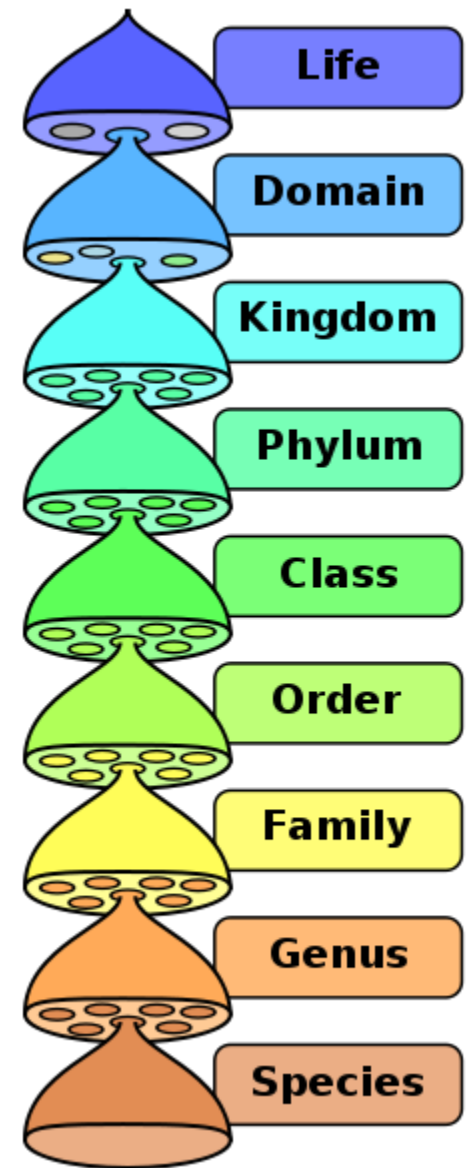 Life
Domain
Kingdom
Phylum
Class
Order
Family
Genus
Species